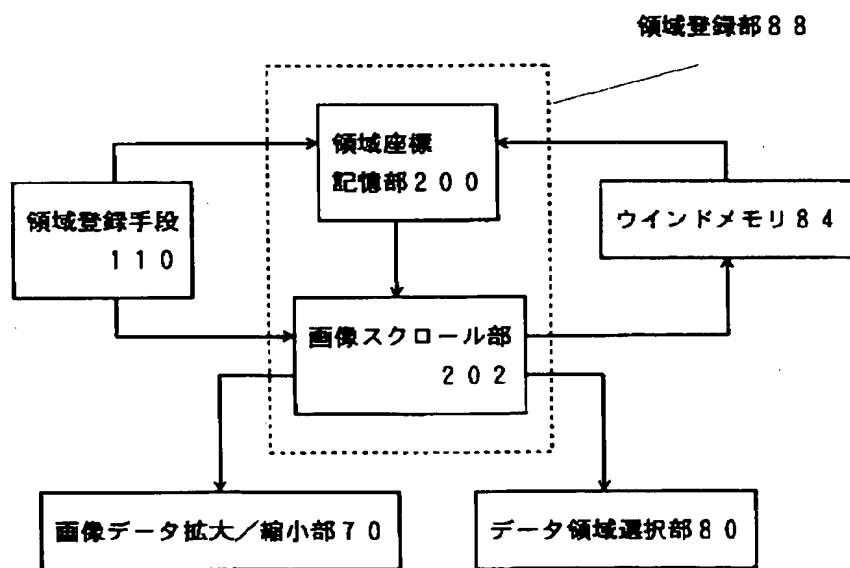 領域登録部８８
領域座標
記憶部２００
領域登録手段
１１０
ウインドメモリ８４
画像スクロール部
２０２
画像データ拡大／縮小部７０
データ領域選択部８０